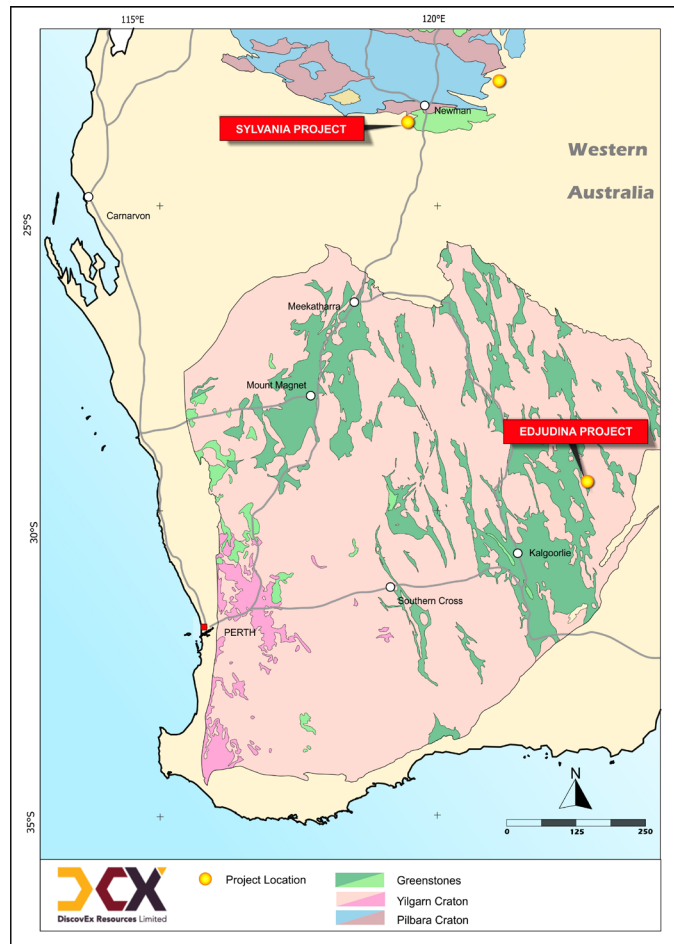 115°E
120°E
Newman
SYLVANIA PROJECT
Western
Australia
Carnarvon
25°S
Meekatharra
Mount Magnet
EDJUDINA PROJECT
30°S
Kalgoorlie
Southern Cross
PERTH
N
35°S
0 125 250
DCX
DiscovEx Resources Limited
Project Location
Greenstones
Yilgarn Craton
Pilbara Craton